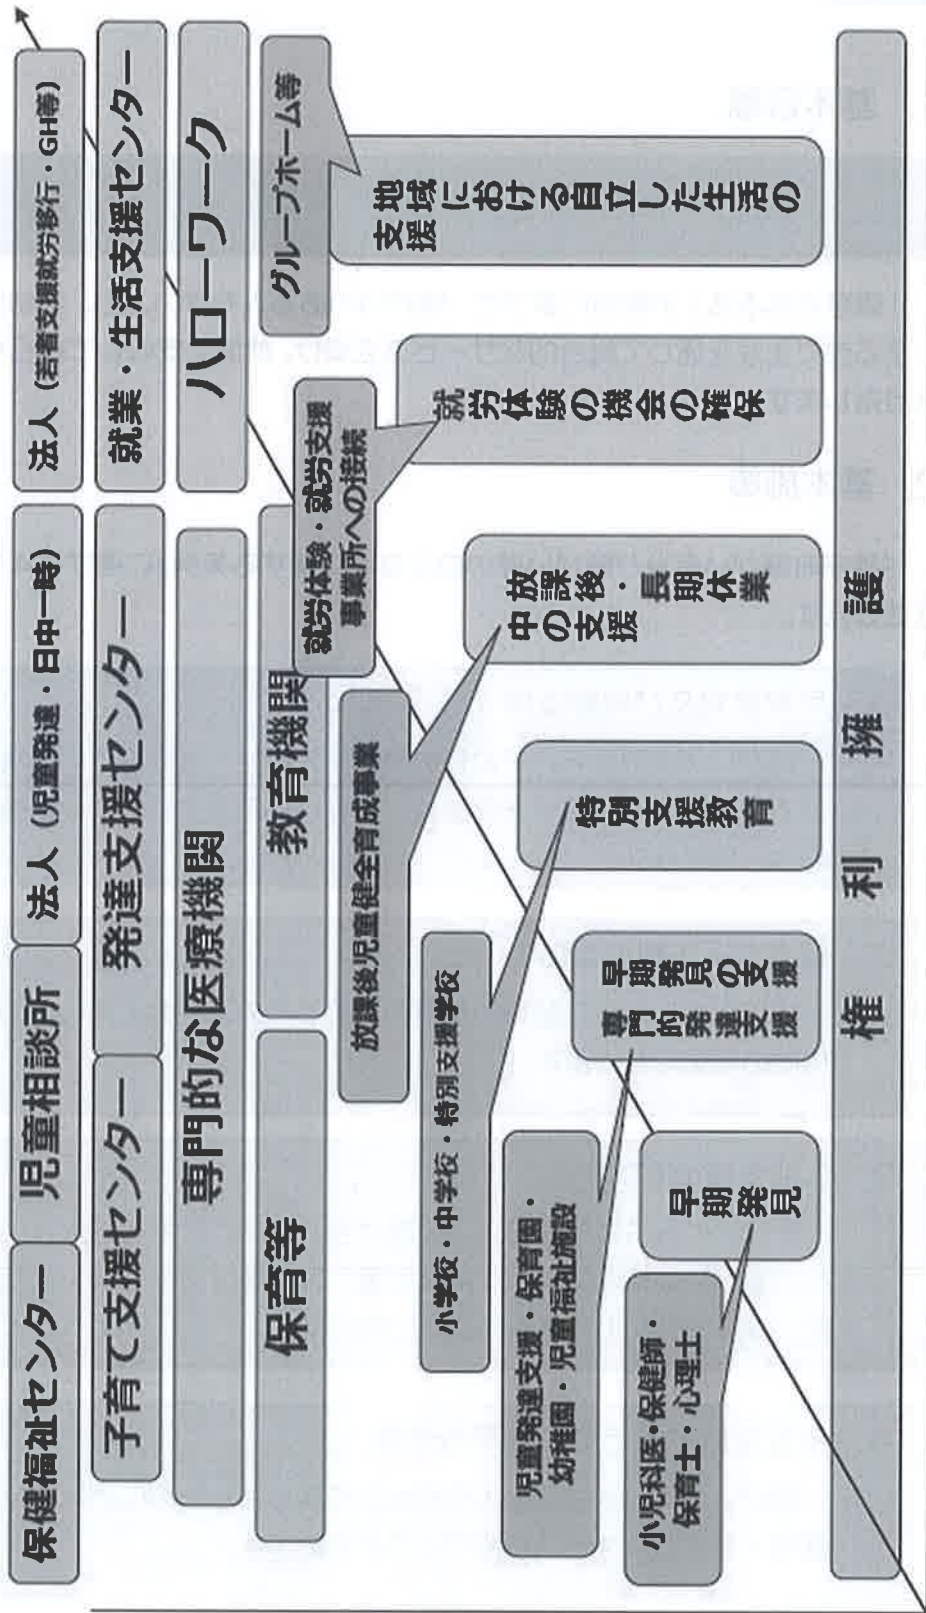 保健福祉センター
児童相談所
法人（児童発達・日中一時）
法人（若者支援就労移行・GH等）
子育て支援センター
発達支援センター
就業・生活支援センター
専門的な医療機関
ハローワーク
保育等
教育機関
グループホーム等
就労体験・就労支援
事業所への接続
放課後児童健全育成事業
小学校・中学校・特別支援学校
児童発達支援・保育園・
幼稚園・児童福祉施設
小児科医・保健師・
保育士・心理士
早期発見
早期発見の支援
専門的発達支援
特別支援教育
放課後・長期休業
中の支援
就労体験の機会の確保
地域における自立した生活の
支援
権利擁護